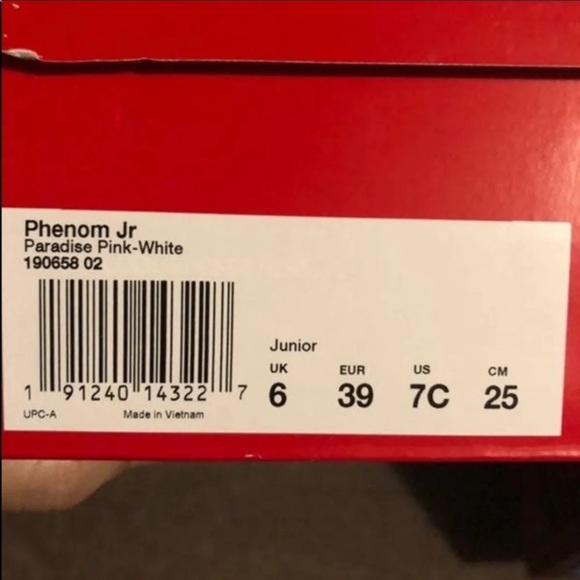 Phenom Jr
Paradise Pink-White
190658 02
1 91240 14322 7
UPC-A Made in Vietnam
Junior
UK EUR US CM
6 39 7C 25